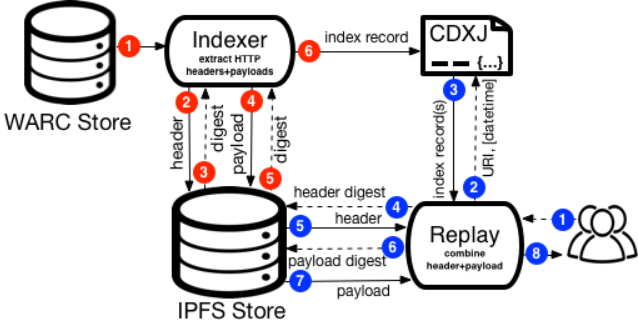 1
Indexer
extract HTTP
headers+payloads
6
index record
CDXJ
{...}
WARC Store
2
header
3
digest
4
payload
5
digest
3
index record(s)
2
URI, [datetime]
header digest
4
5
header
6
payload digest
7
payload
Replay
combine
header+payload
1
8
IPFS Store